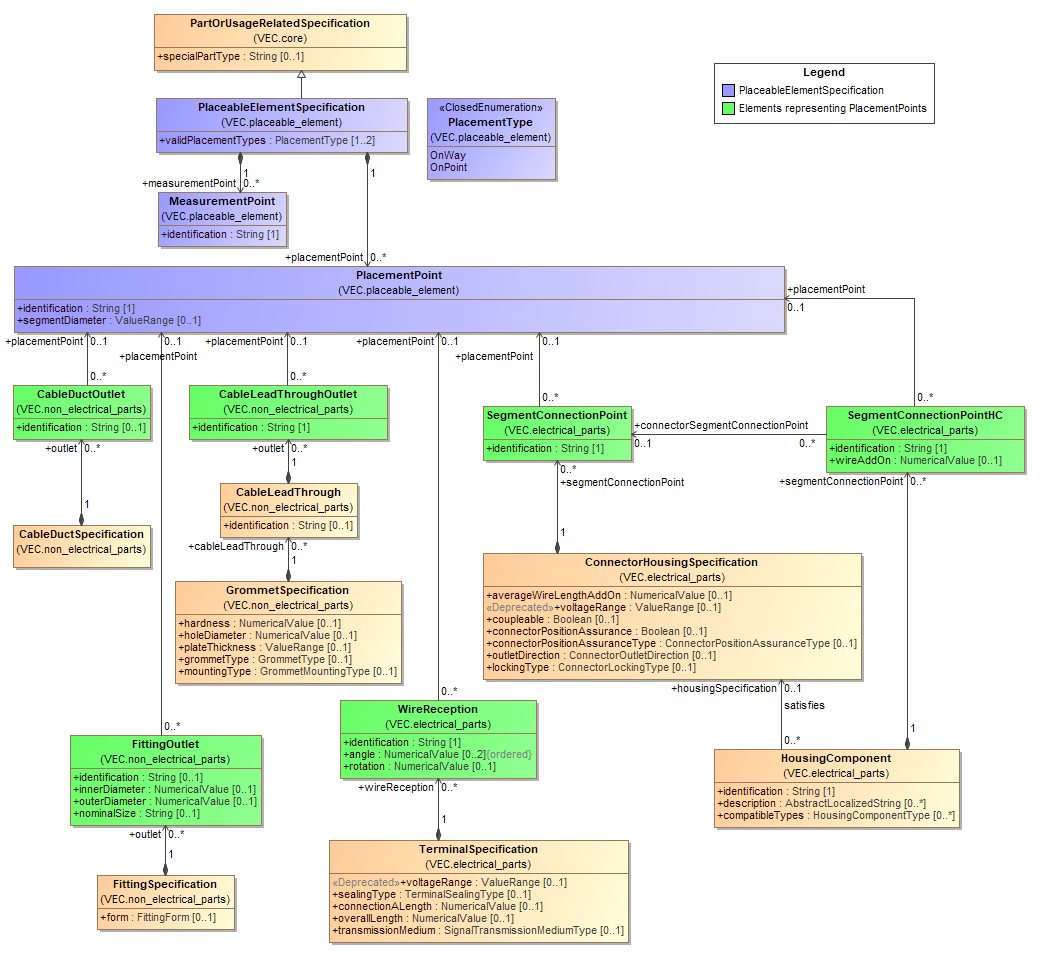 PartOrUsageRelatedSpecification
(VEC.core)
+specialPartType : String [0..1]
Legend
PlaceableElementSpecification
Elements representing PlacementPoints
PlaceableElementSpecification
(VEC.placeable_element)
+validPlacementTypes : PlacementType [1..2]
«ClosedEnumeration»
PlacementType
(VEC.placeable_element)
OnWay
OnPoint
1
+measurementPoint
0..*
1
MeasurementPoint
(VEC.placeable_element)
+identification : String [1]
+placementPoint
0..*
PlacementPoint
(VEC.placeable_element)
+identification : String [1]
+segmentDiameter : ValueRange [0..1]
+placementPoint
0..1
+placementPoint
0..1
+placementPoint
0..1
+placementPoint
0..1
+placementPoint
0..1
+placementPoint
0..1
0..*
0..*
0..*
0..*
CableDuctOutlet
(VEC.non_electrical_parts)
+identification : String [0..1]
CableLeadThroughOutlet
(VEC.non_electrical_parts)
+identification : String [1]
SegmentConnectionPoint
(VEC.electrical_parts)
+identification : String [1]
+connectorSegmentConnectionPoint
0..1
0..*
SegmentConnectionPointHC
(VEC.electrical_parts)
+identification : String [1]
+wireAddOn : NumericalValue [0..1]
+outlet
0..*
1
+outlet
0..*
1
0..*
+segmentConnectionPoint
1
+segmentConnectionPoint
0..*
1
CableDuctSpecification
(VEC.non_electrical_parts)
CableLeadThrough
(VEC.non_electrical_parts)
+identification : String [0..1]
+cableLeadThrough
0..*
1
GrommetSpecification
(VEC.non_electrical_parts)
+hardness : NumericalValue [0..1]
+holeDiameter : NumericalValue [0..1]
+plateThickness : ValueRange [0..1]
+grommetType : GrommetType [0..1]
+mountingType : GrommetMountingType [0..1]
ConnectorHousingSpecification
(VEC.electrical_parts)
+averageWireLengthAddOn : NumericalValue [0..1]
«Deprecated»+voltageRange : ValueRange [0..1]
+coupleable : Boolean [0..1]
+connectorPositionAssurance : Boolean [0..1]
+connectorPositionAssuranceType : ConnectorPositionAssuranceType [0..1]
+outletDirection : ConnectorOutletDirection [0..1]
+lockingType : ConnectorLockingType [0..1]
+housingSpecification
0..1
satisfies
0..*
0..*
0..*
WireReception
(VEC.electrical_parts)
+identification : String [1]
+angle : NumericalValue [0..2]{ordered}
+rotation : NumericalValue [0..1]
FittingOutlet
(VEC.non_electrical_parts)
+identification : String [0..1]
+innerDiameter : NumericalValue [0..1]
+outerDiameter : NumericalValue [0..1]
+nominalSize : String [0..1]
HousingComponent
(VEC.electrical_parts)
+identification : String [1]
+description : AbstractLocalizedString [0..*]
+compatibleTypes : HousingComponentType [0..*]
+wireReception
0..*
1
+outlet
0..*
1
TerminalSpecification
(VEC.electrical_parts)
«Deprecated»+voltageRange : ValueRange [0..1]
+sealingType : TerminalSealingType [0..1]
+connectionALength : NumericalValue [0..1]
+overallLength : NumericalValue [0..1]
+transmissionMedium : SignalTransmissionMediumType [0..1]
FittingSpecification
(VEC.non_electrical_parts)
+form : FittingForm [0..1]